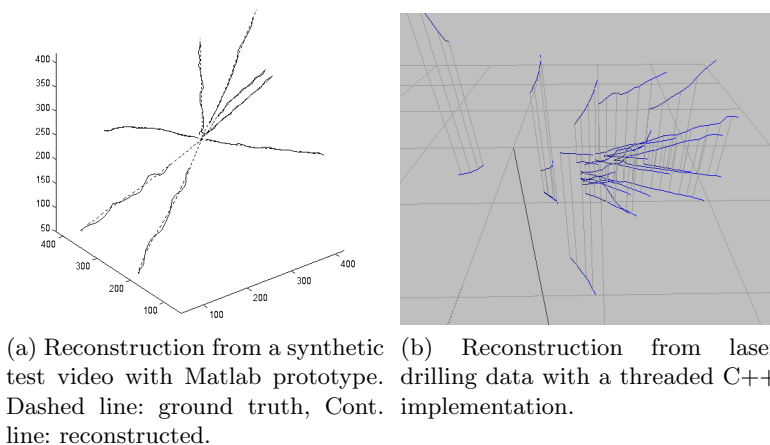 400
350
300
250
200
150
100
50
400
300
200
100
100
200
300
400
(a) Reconstruction from a synthetic
test video with Matlab prototype.
Dashed line: ground truth, Cont.
line: reconstructed.
(b) Reconstruction from laser
drilling data with a threaded C++
implementation.